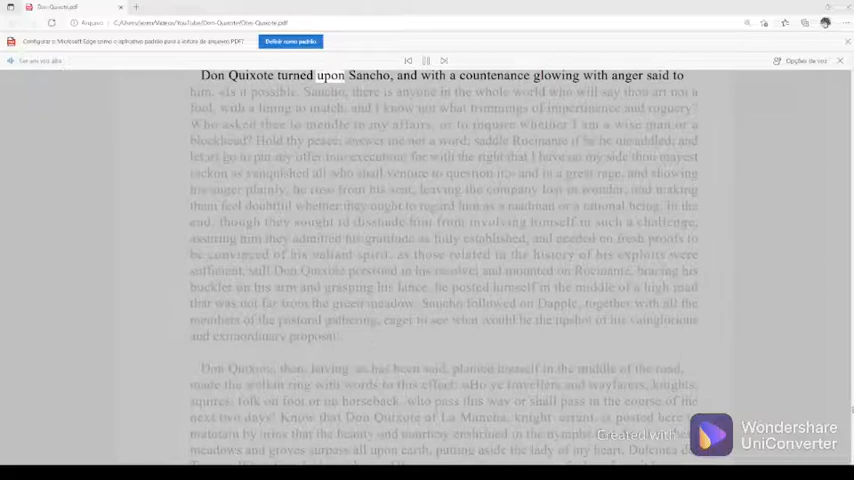 Don-Quixote.pdf
Arquivo C:/Users/
/Videos/YouTube/Don-Quixote/Don-Quixote.pdf
Configurar o Microsoft Edge como o aplicativo padrão para a leitura de arquivos PDF? Definir como padrão
Ler em voz alta Opções de voz
Don Quixote turned upon Sancho, and with a countenance glowing with anger said to
him, «Is it possible, Sancho, there is anyone in the whole world who will say thou art not a
fool, with a lining to match, and I know not what trimmings of impertinence and roguery?
Who asked thee to meddle in my affairs, or to inquire whether I am a wise man or a
blockhead? Hold thy peace; answer me not a word; saddle Rocinante if he be unsaddled; and
let us go to put my offer into execution; for with the right that I have on my side thou mayest
reckon as vanquished all who shall venture to question it;» and in a great rage, and showing
his anger plainly, he rose from his seat, leaving the company lost in wonder, and making
them feel doubtful whether they ought to regard him as a madman or a rational being. In the
end, though they sought to dissuade him from involving himself in such a challenge,
assuring him they admitted his gratitude as fully established, and needed no fresh proofs to
be convinced of his valiant spirit, as those related in the history of his exploits were
sufficient, still Don Quixote persisted in his resolve; and mounted on Rocinante, bracing his
buckler on his arm and grasping his lance, he posted himself in the middle of a high road
that was not far from the green meadow. Sancho followed on Dapple, together with all the
members of the pastoral gathering, eager to see what would be the upshot of his vainglorious
and extraordinary proposal.
Don Quixote, then, having, as has been said, planted himself in the middle of the road,
made the welkin ring with words to this effect: «Ho ye travellers and wayfarers, knights,
squires, folk on foot or on horseback, who pass this way or shall pass in the course of the
next two days! Know that Don Quixote of La Mancha, knight-errant, is posted here to
maintain by arms that the beauty and courtesy enshrined in the nymphs
meadows and groves surpass all upon earth, putting aside the lady of my heart, Dulcinea
Created with Wondershare
UniConverter